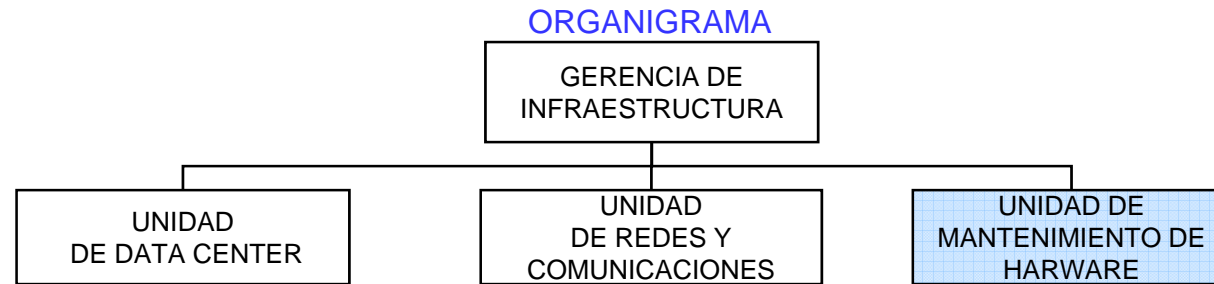 ORGANIGRAMA
GERENCIA DE
INFRAESTRUCTURA
UNIDAD
DE DATA CENTER
UNIDAD
DE REDES Y
COMUNICACIONES
UNIDAD DE
MANTENIMIENTO DE
HARWARE